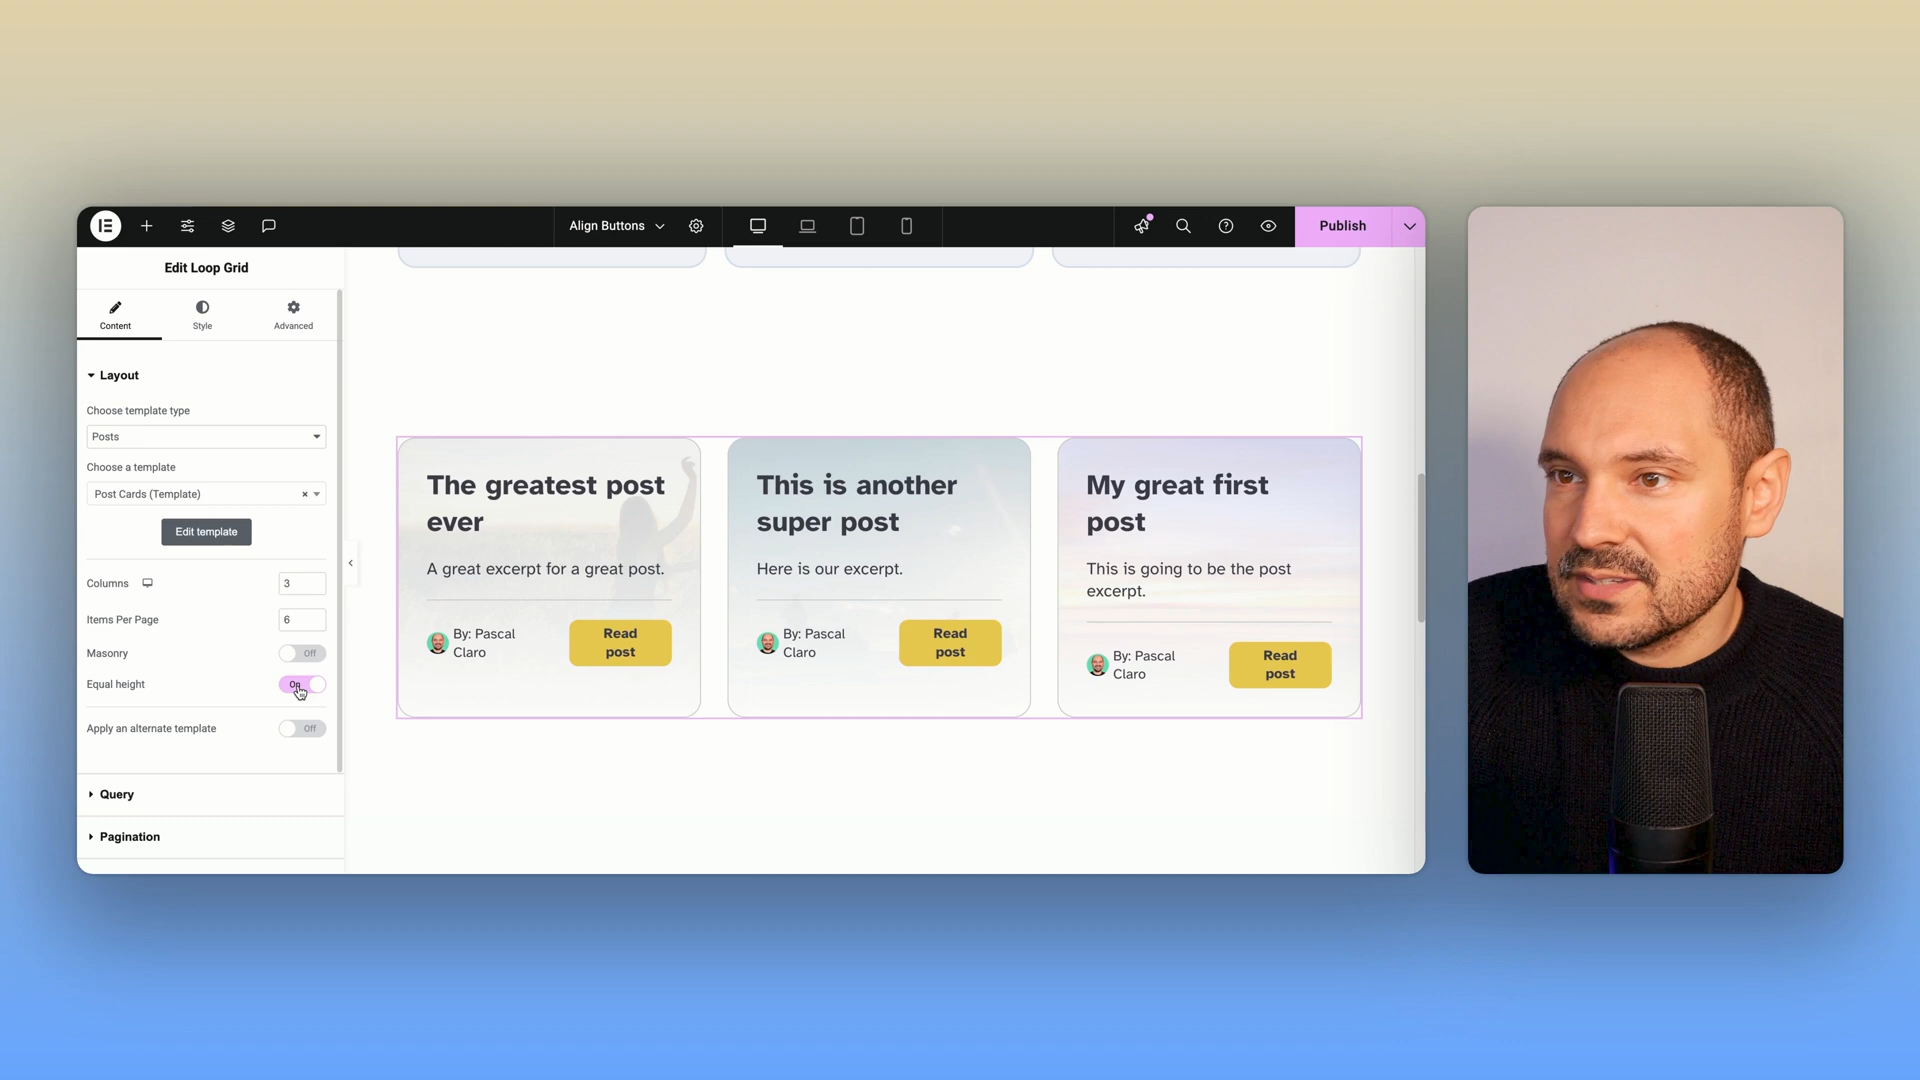 Align Buttons
Publish
Edit Loop Grid
Content
Style
Advanced
Layout
Choose template type
Posts
Choose a template
Post Cards (Template)
×
Edit template
Columns
3
Items Per Page
6
Masonry
Off
Equal height
On
Apply an alternate template
Off
Query
Pagination
The greatest post
ever
A great excerpt for a great post.
By: Pascal
Claro
Read
post
This is another
super post
Here is our excerpt.
By: Pascal
Claro
Read
post
My great first
post
This is going to be the post
excerpt.
By: Pascal
Claro
Read
post